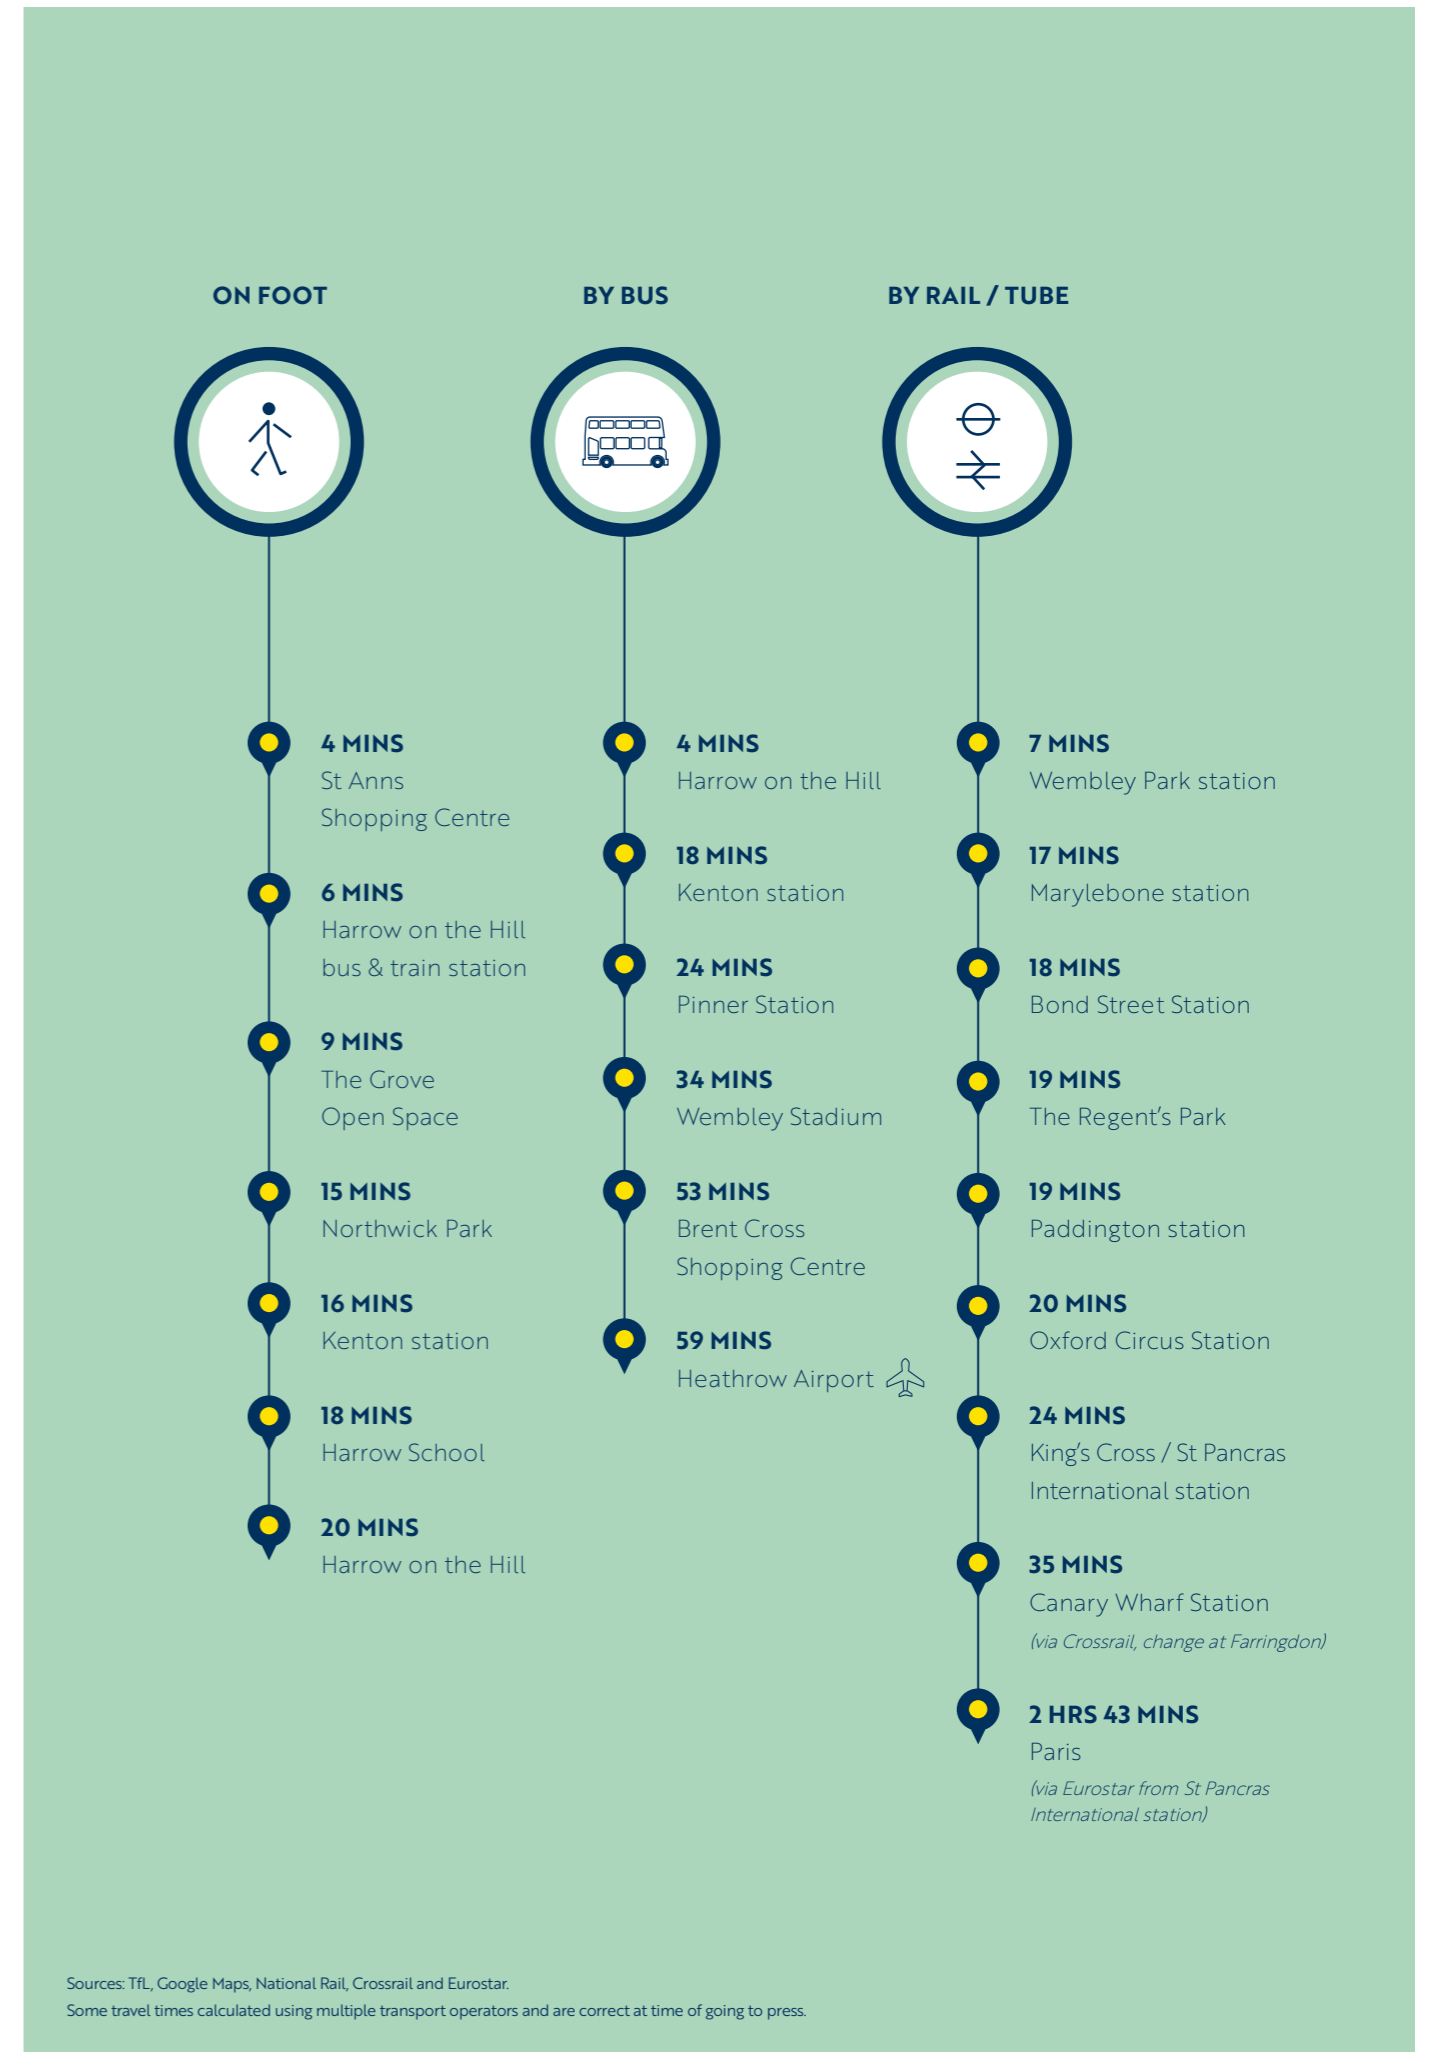 ON FOOT
4 MINS
St Anns
Shopping Centre
6 MINS
Harrow on the Hill
bus & train station
9 MINS
The Grove
Open Space
15 MINS
Northwick Park
16 MINS
Kenton station
18 MINS
Harrow School
20 MINS
Harrow on the Hill
BY BUS
4 MINS
Harrow on the Hill
18 MINS
Kenton station
24 MINS
Pinner Station
34 MINS
Wembley Stadium
53 MINS
Brent Cross
Shopping Centre
59 MINS
Heathrow Airport
BY RAIL / TUBE
7 MINS
Wembley Park station
17 MINS
Marylebone station
18 MINS
Bond Street Station
19 MINS
The Regent’s Park
19 MINS
Paddington station
20 MINS
Oxford Circus Station
24 MINS
King’s Cross / St Pancras
International station
35 MINS
Canary Wharf Station
(via Crossrail, change at Farringdon)
2 HRS 43 MINS
Paris
(via Eurostar from St Pancras
International station)
Sources: TfL, Google Maps, National Rail, Crossrail and Eurostar.
Some travel times calculated using multiple transport operators and are correct at time of going to press.